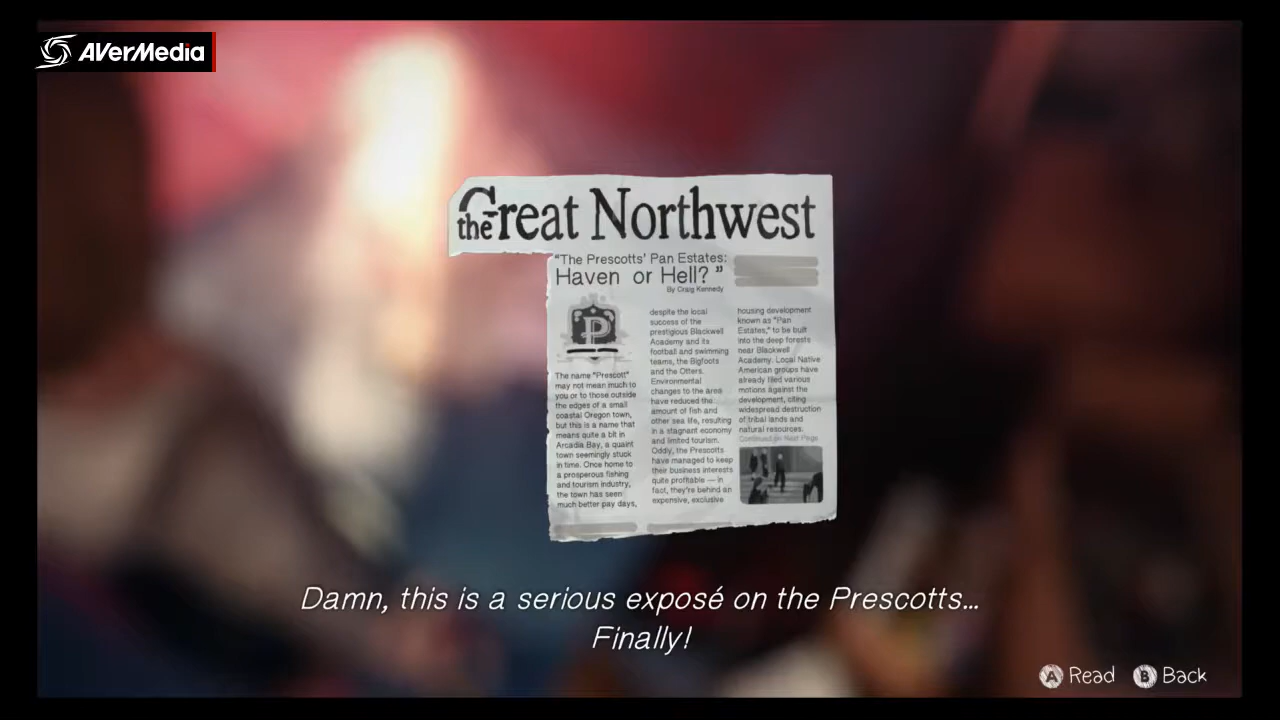 AVerMedia
the Great Northwest
"The Prescotts' Pan Estates:
Haven or Hell?"
By Craig Kennedy
The name "Prescott"
may not mean much to
you or to those outside
the edges of a small
coastal Oregon town,
but this is a name that
means quite a bit in
Arcadia Bay, a quaint
town seemingly stuck
in time. Once home to
a prosperous fishing
and tourism industry,
the town has seen
much better pay days,
despite the local
success of the
prestigious Blackwell
Academy and its
football and swimming
teams, the Bigfoots
and the Otters.
Environmental
changes to the area
have reduced the
amount of fish and
other sea life, resulting
in a stagnant economy
and limited tourism.
Oddly, the Prescotts
have managed to keep
their business interests
quite profitable — in
fact, they're behind an
expensive, exclusive
housing development
known as "Pan
Estates," to be built
into the deep forests
near Blackwell
Academy. Local Native
American groups have
already filed various
motions against the
development, citing
widespread destruction
of tribal lands and
natural resources.
Continued on Next Page
P
Damn, this is a serious exposé on the Prescotts...
Finally!
A Read B Back